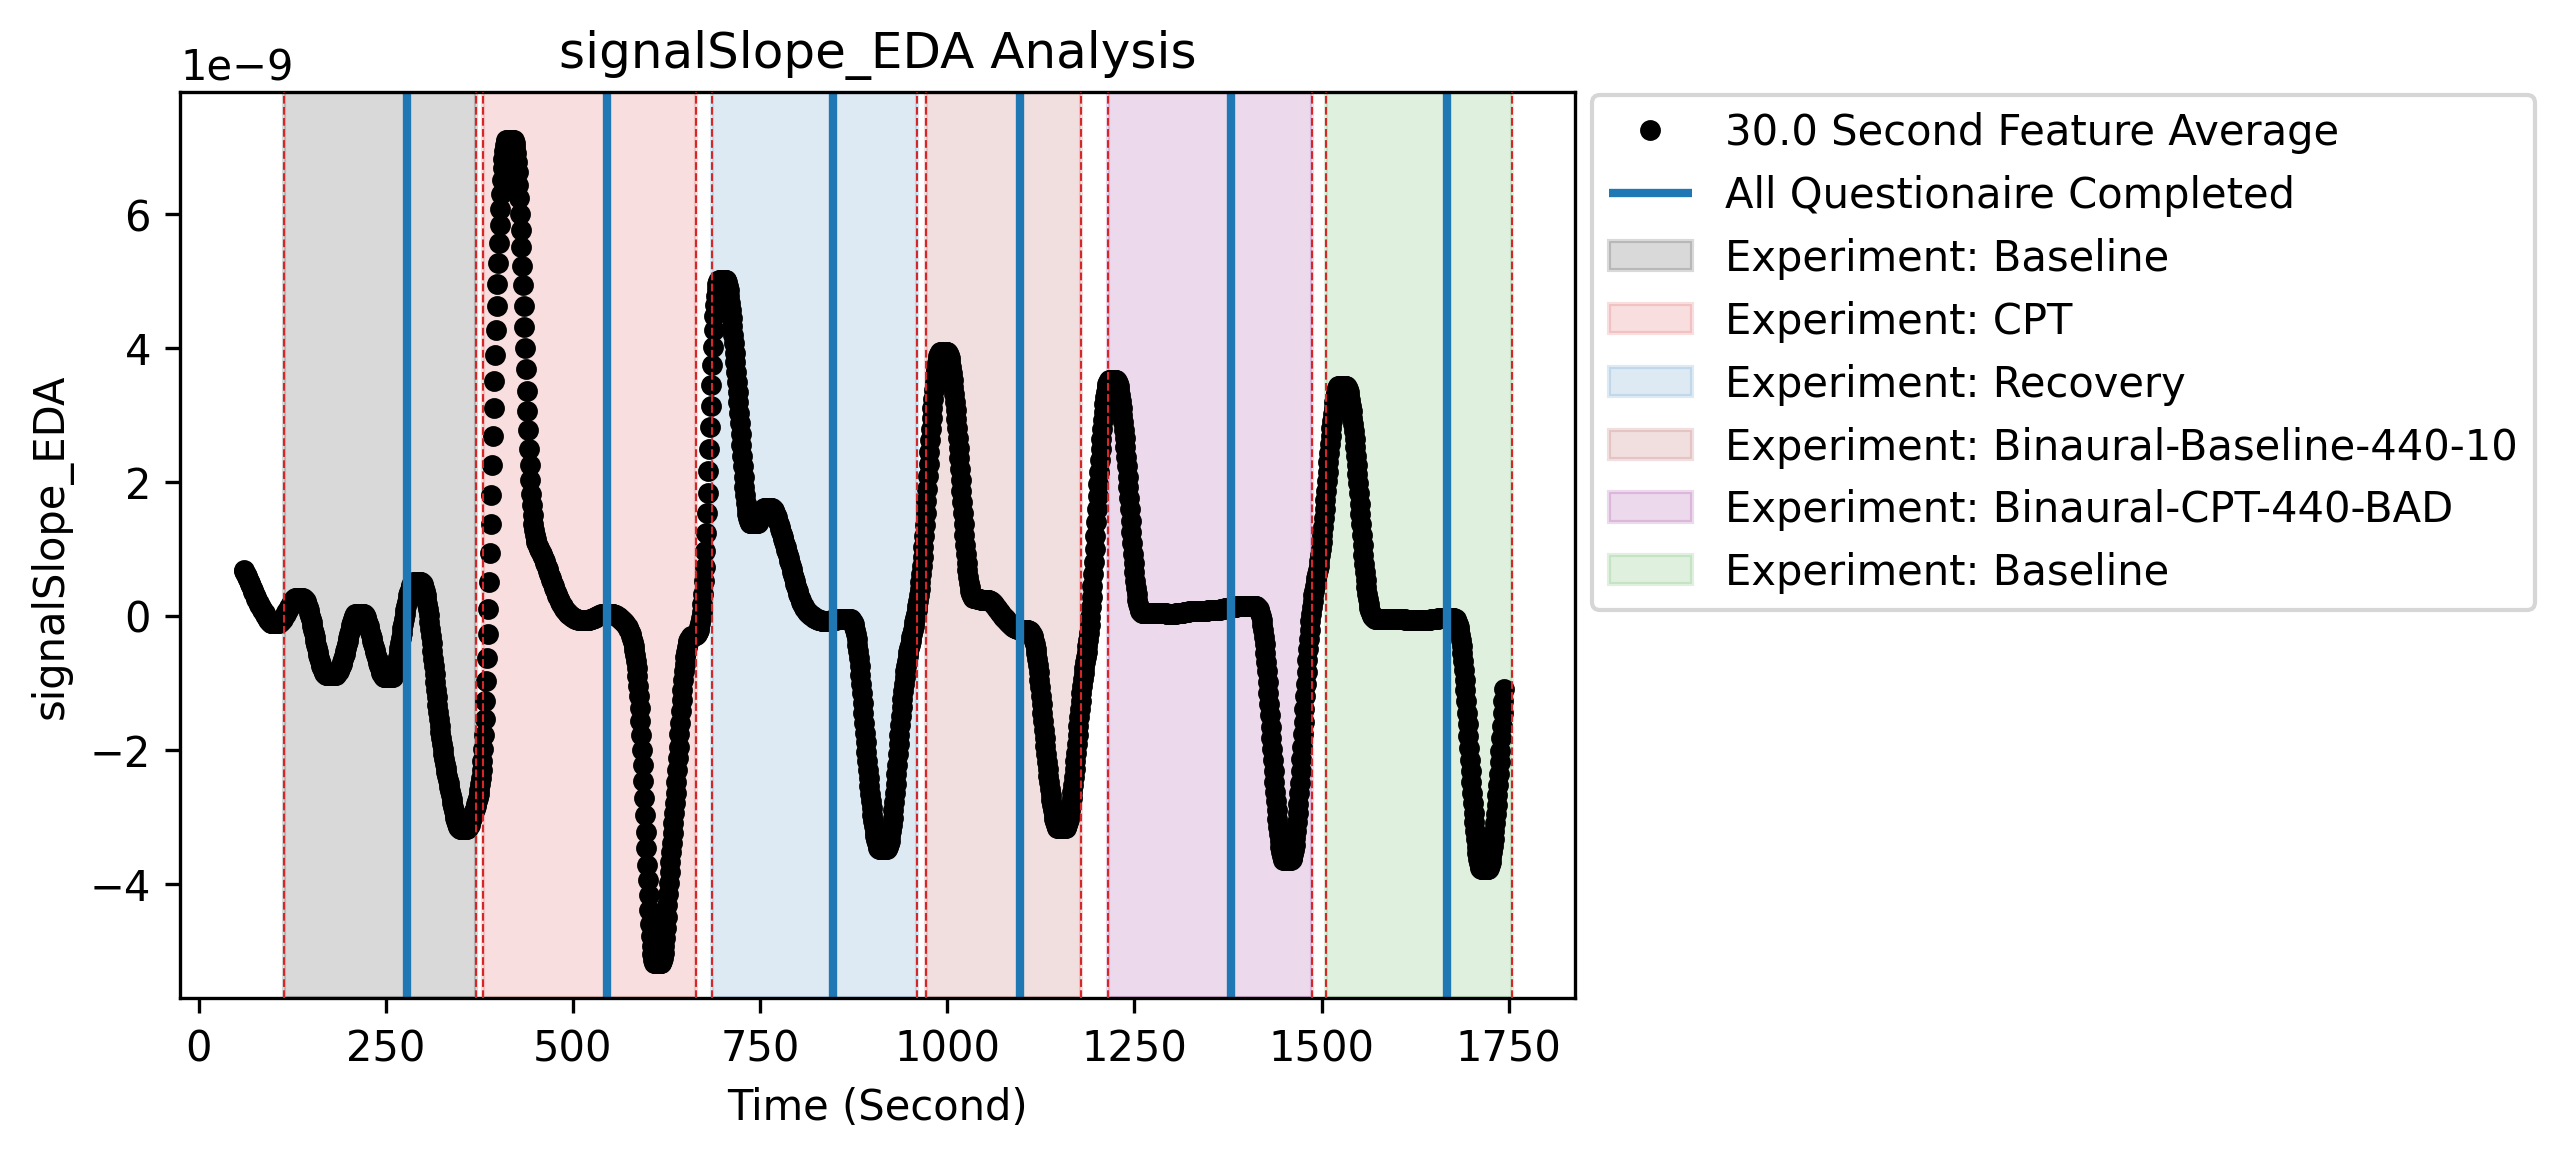 signalSlope_EDA Analysis
1e−9
signalSlope_EDA
6
4
2
0
−2
−4
0 250 500 750 1000 1250 1500 1750
Time (Second)
30.0 Second Feature Average
All Questionaire Completed
Experiment: Baseline
Experiment: CPT
Experiment: Recovery
Experiment: Binaural-Baseline-440-10
Experiment: Binaural-CPT-440-BAD
Experiment: Baseline